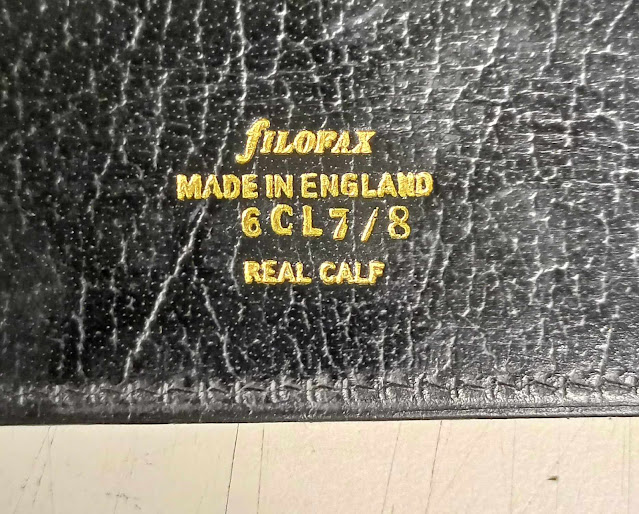 filofax
MADE IN ENGLAND
6CL7/8
REAL CALF